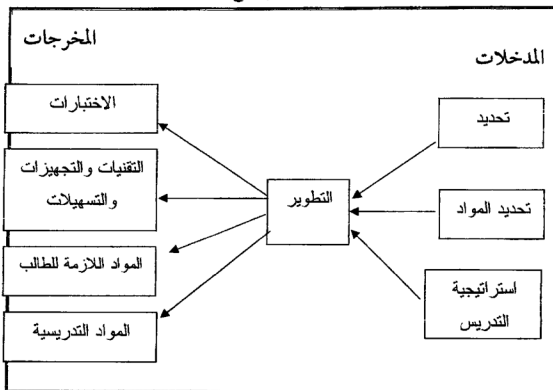 المدخلات
المخرجات
تحديد
تحديد المواد
استراتيجية
التدريس
التطوير
الاختبارات
التقنيات والتجهيزات
والتسهيلات
المواد اللازمة للطالب
المواد التدريسية